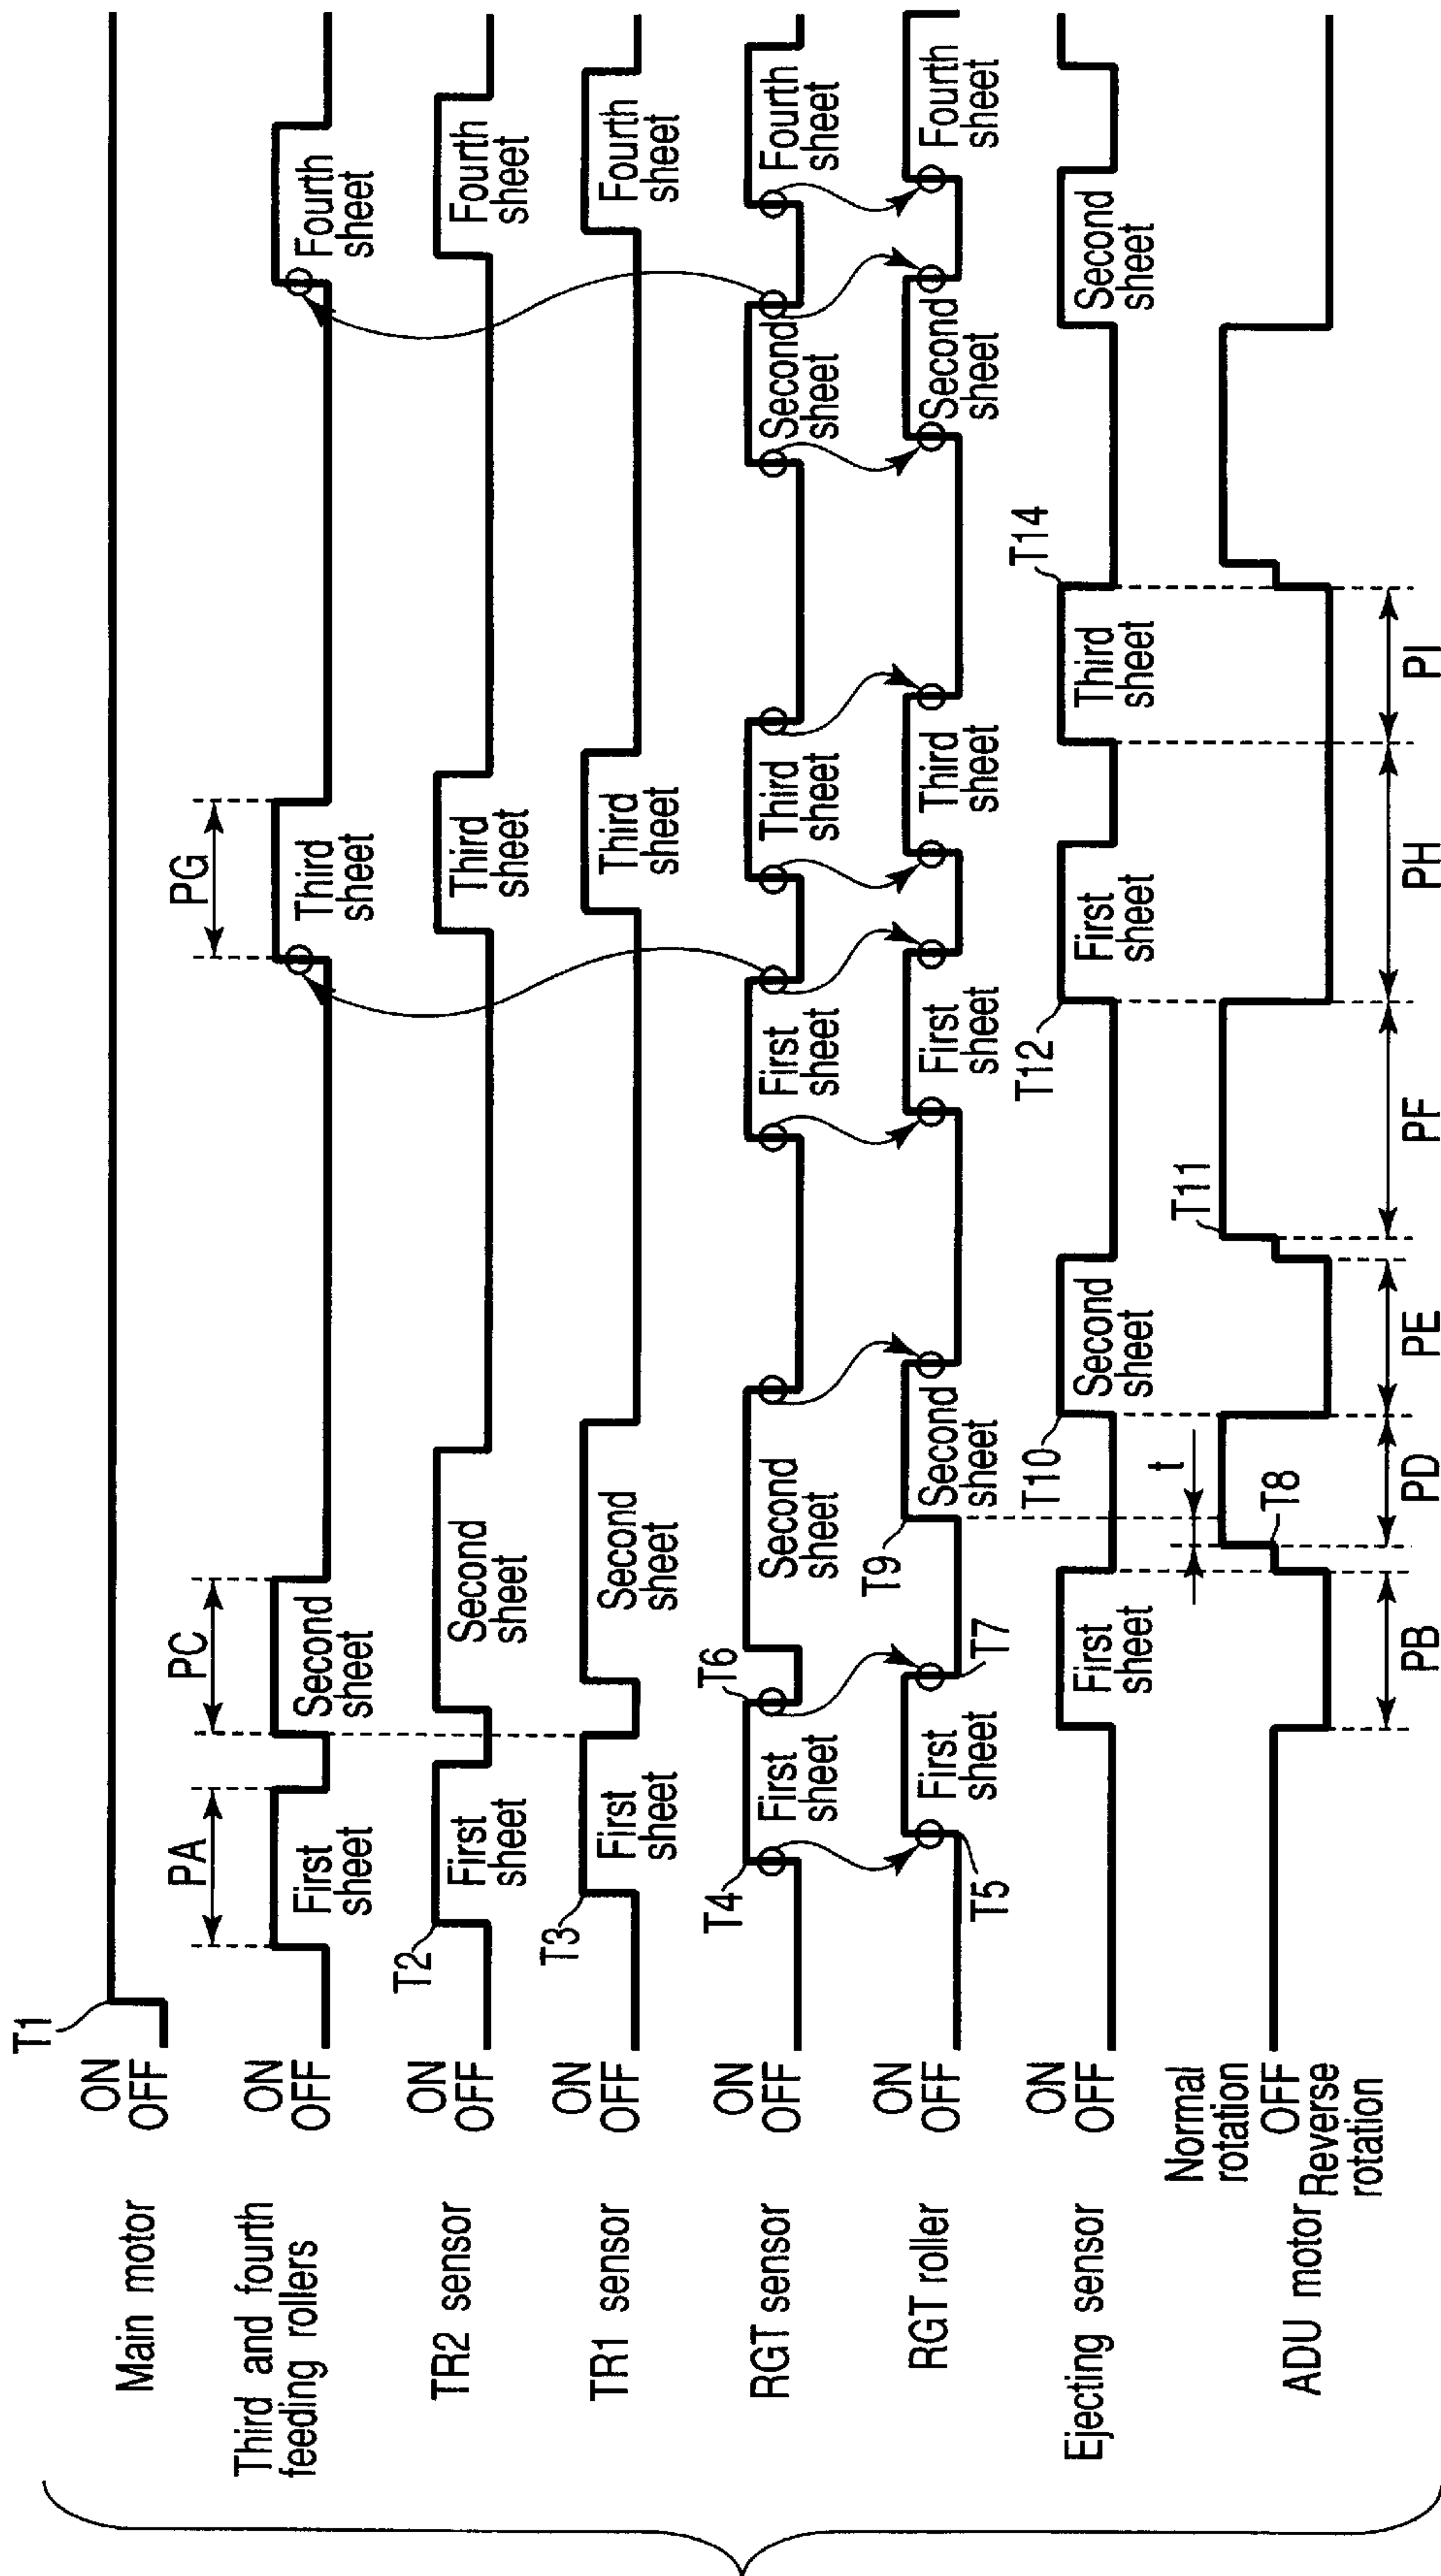 Main motor
ON
OFF
T1
Third and fourth
feeding rollers
ON
OFF
PA
First
sheet
PC
Second
sheet
PG
Third
sheet
Fourth
sheet
TR2 sensor
ON
OFF
T2
First
sheet
Second
sheet
Third
sheet
Fourth
sheet
TR1 sensor
ON
OFF
T3
First
sheet
Second
sheet
Third
sheet
Fourth
sheet
RGT sensor
ON
OFF
T4
First
sheet
T6
Second
sheet
First
sheet
Third
sheet
Second
sheet
Fourth
sheet
RGT roller
ON
OFF
T5
First
sheet
T7
T9
Second
sheet
First
sheet
Third
sheet
Second
sheet
Fourth
sheet
Ejecting sensor
ON
OFF
First
sheet
T10
Second
sheet
T12
First
sheet
Third
sheet
T14
Second
sheet
ADU motor
Normal
rotation
OFF
Reverse
rotation
T8
t
T11
PB
PD
PE
PF
PH
PI